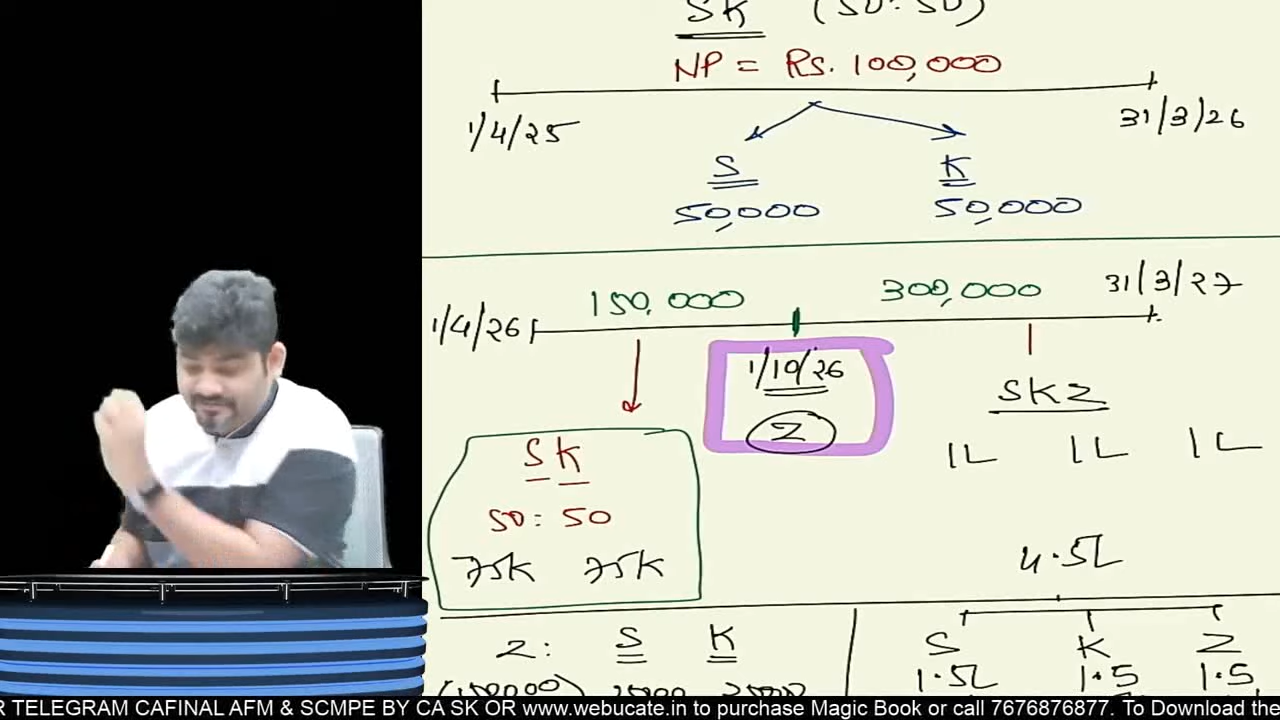 SK (50:50)
NP = Rs. 100,000
1/4/25 31/3/26
S K
50,000 50,000
150,000 300,000 31/3/27
1/4/26
1/10/26
Z
SKZ
1L 1L 1L
SK
50:50
75K 75K
4.5L
Z: S K
S K Z
1.5L 1.5 1.5
R TELEGRAM CAFINAL AFM & SCMPE BY CA SK OR www.webucate.in to purchase Magic Book or call 7676876877. To Download the